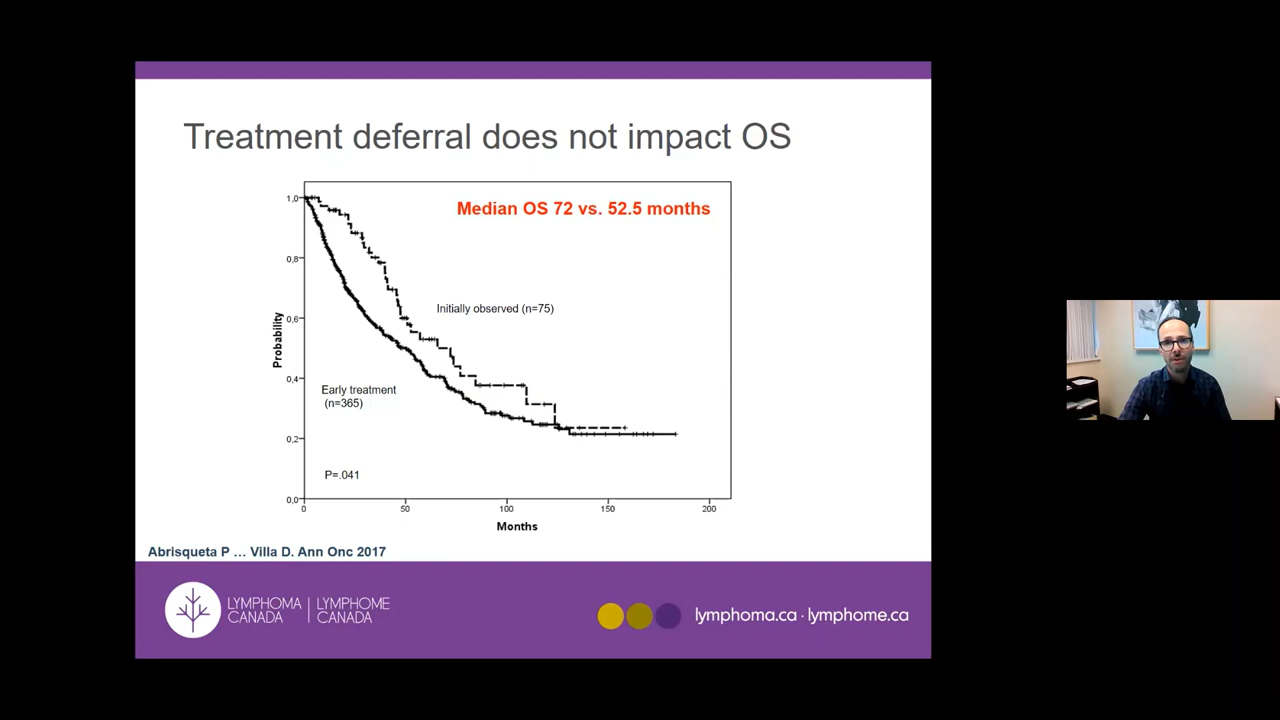 Treatment deferral does not impact OS
Median OS 72 vs. 52.5 months
1,0
0,8
0,6
0,4
0,2
0,0
Probability
Initially observed (n=75)
Early treatment
(n=365)
P=.041
0
50
100
150
200
Months
Abrisqueta P … Villa D. Ann Onc 2017
LYMPHOMA
CANADA
LYMPHOME
CANADA
lymphoma.ca · lymphome.ca